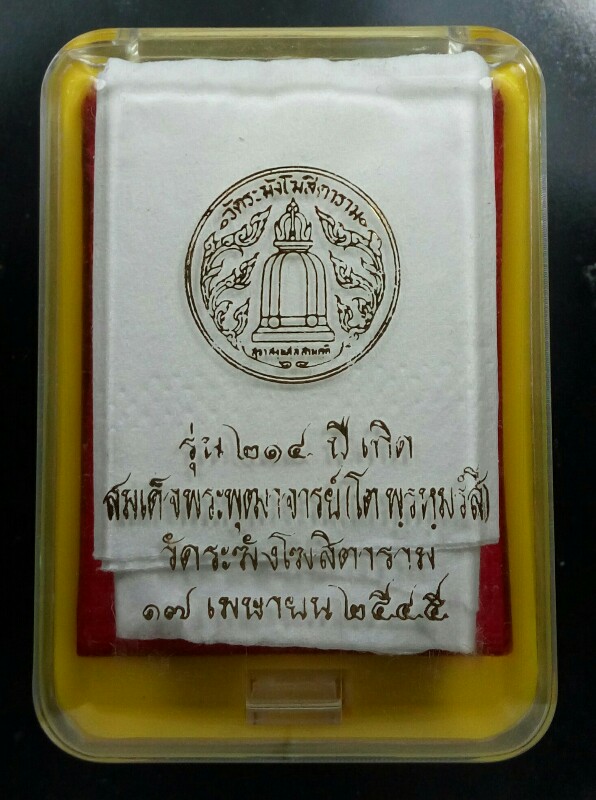 วัดระฆังโฆสิตาราม
รุ่น ๒๑๔ ปี เกิด
สมเด็จพระพุฒาจารย์ (โต พฺรหฺมรํสี)
วัดระฆังโฆสิตาราม
๑๗ เมษายน ๒๕๔๕